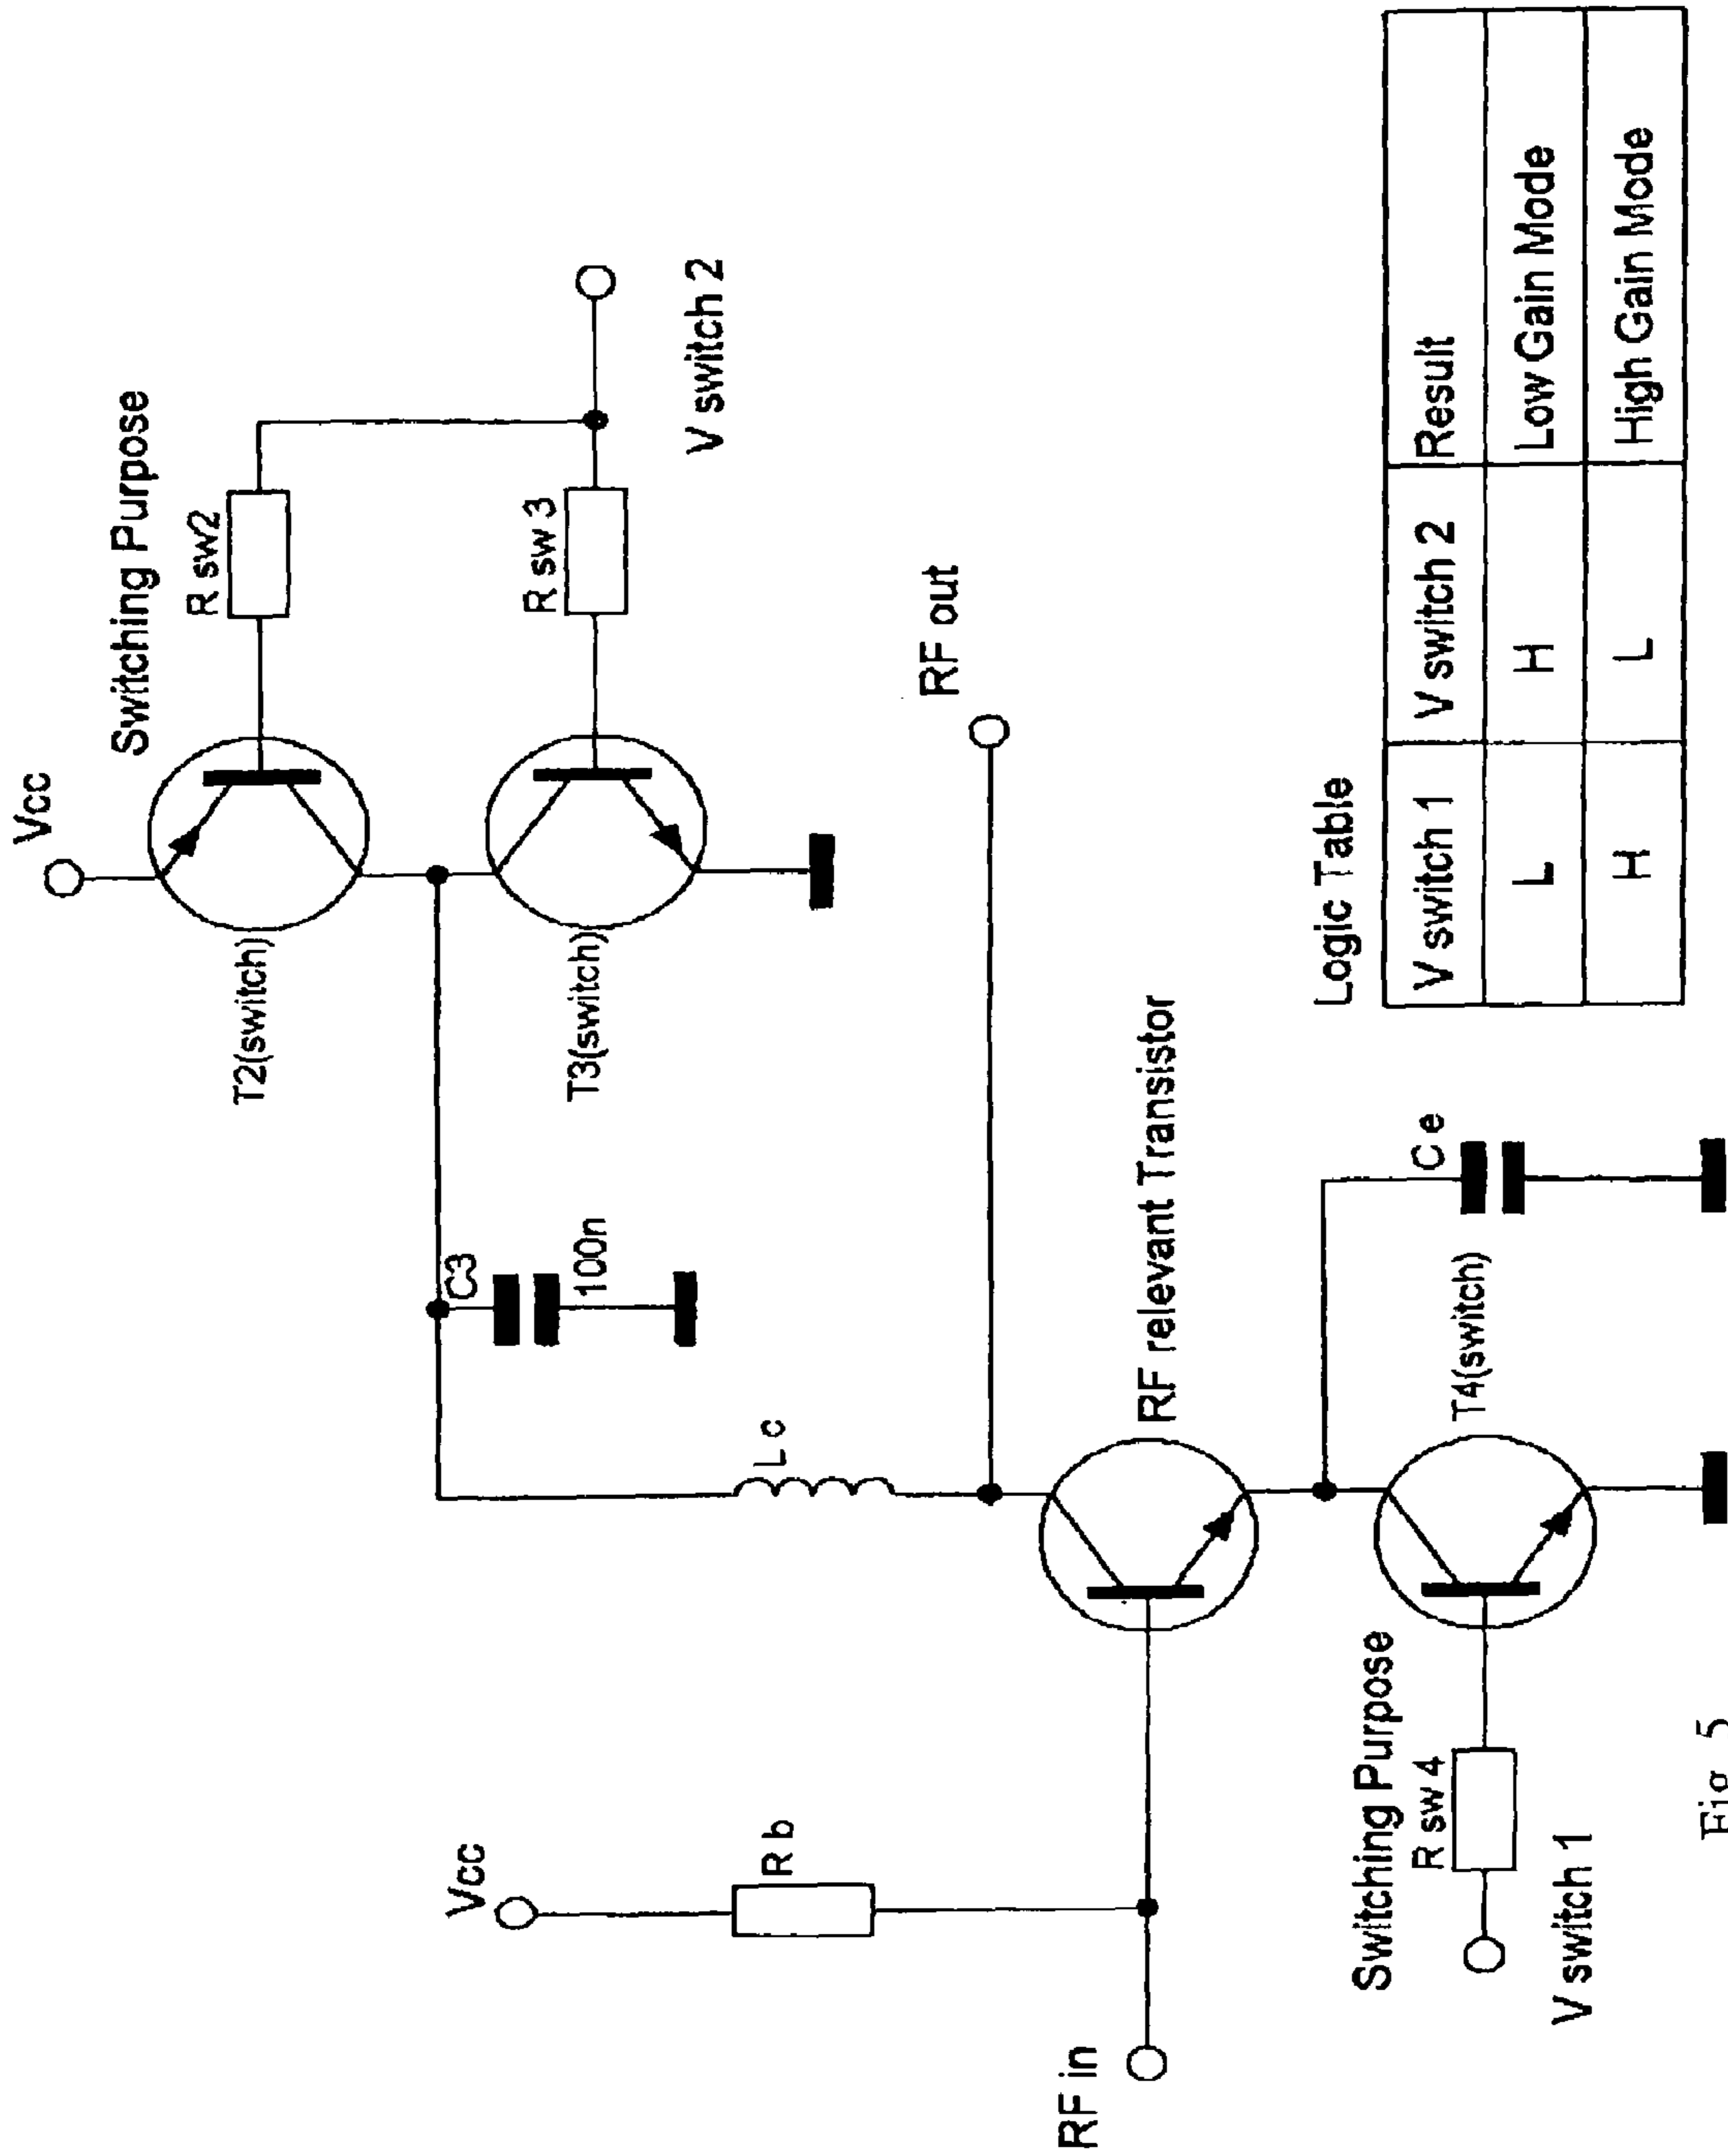 Vcc
Switching Purpose
R sw2
T2(switch)
R sw 3
T3(switch)
V switch 2
C3
100n
L c
RF out
Vcc
R b
RF in
RF relevant Transistor
Switching Purpose
R sw 4
V switch 1
T4(switch)
C e
Logic Table
V switch 1 V switch 2 Result
L H Low Gain Mode
H L High Gain Mode
Fig. 5